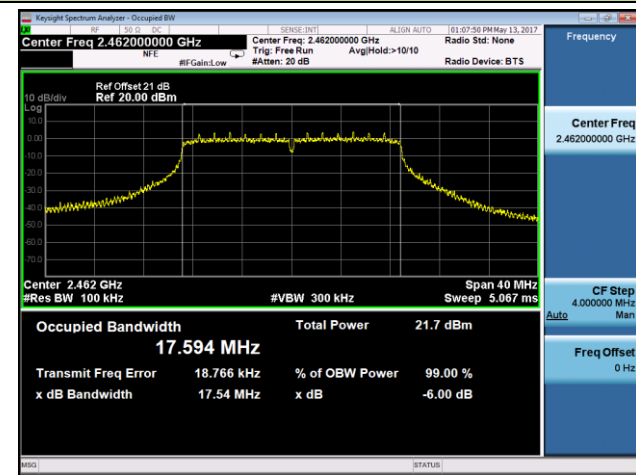 Keysight Spectrum Analyzer - Occupied BW
RF 50 Ω DC SENSE:INT ALIGN AUTO 01:07:50 PM May 13, 2017
Center Freq 2.462000000 GHz
NFE
#IFGain:Low
Center Freq: 2.462000000 GHz
Trig: Free Run Avg|Hold:>10/10
#Atten: 20 dB
Radio Std: None
Radio Device: BTS
Frequency
Ref Offset 21 dB
10 dB/div Ref 20.00 dBm
Log
10.0
0.00
-10.0
-20.0
-30.0
-40.0
-50.0
-60.0
-70.0
Center 2.462 GHz Span 40 MHz
#Res BW 100 kHz #VBW 300 kHz Sweep 5.067 ms
Occupied Bandwidth Total Power 21.7 dBm
17.594 MHz
Transmit Freq Error 18.766 kHz % of OBW Power 99.00 %
x dB Bandwidth 17.54 MHz x dB -6.00 dB
Center Freq
2.462000000 GHz
CF Step
4.000000 MHz
Auto Man
Freq Offset
0 Hz
MSG STATUS